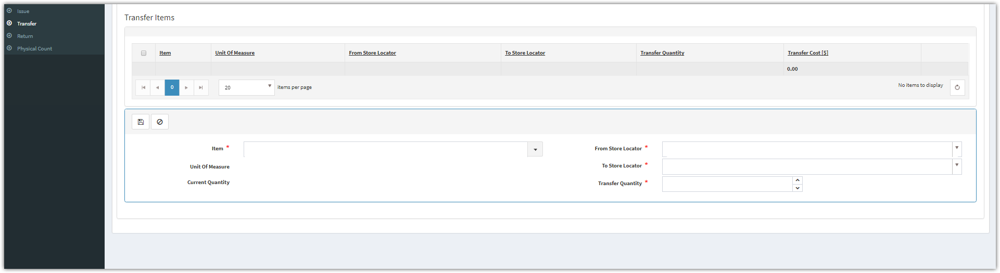 Issue
Transfer
Return
Physical Count
Transfer Items
Item Unit Of Measure From Store Locator To Store Locator Transfer Quantity Transfer Cost [$]
0.00
0 20 items per page No items to display
Item * From Store Locator *
Unit Of Measure To Store Locator *
Current Quantity Transfer Quantity *